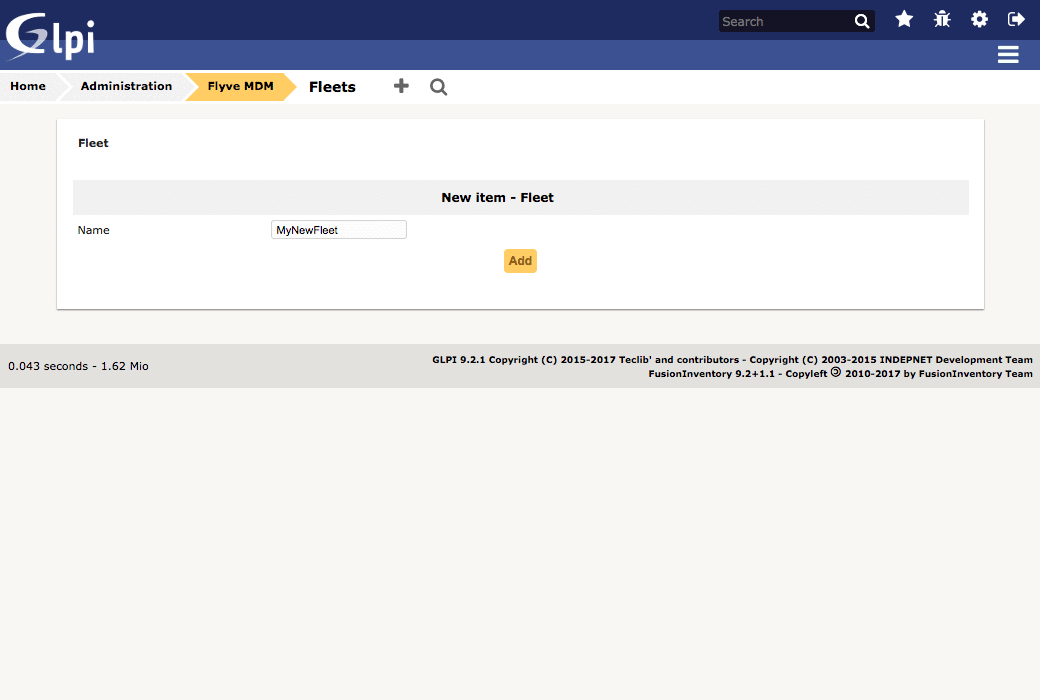 Glpi
Search
Home Administration Flyve MDM Fleets
Fleet
New item - Fleet
Name MyNewFleet
Add
0.043 seconds - 1.62 Mio
GLPI 9.2.1 Copyright (C) 2015-2017 Teclib' and contributors - Copyright (C) 2003-2015 INDEPNET Development Team
FusionInventory 9.2+1.1 - Copyleft 🄯 2010-2017 by FusionInventory Team